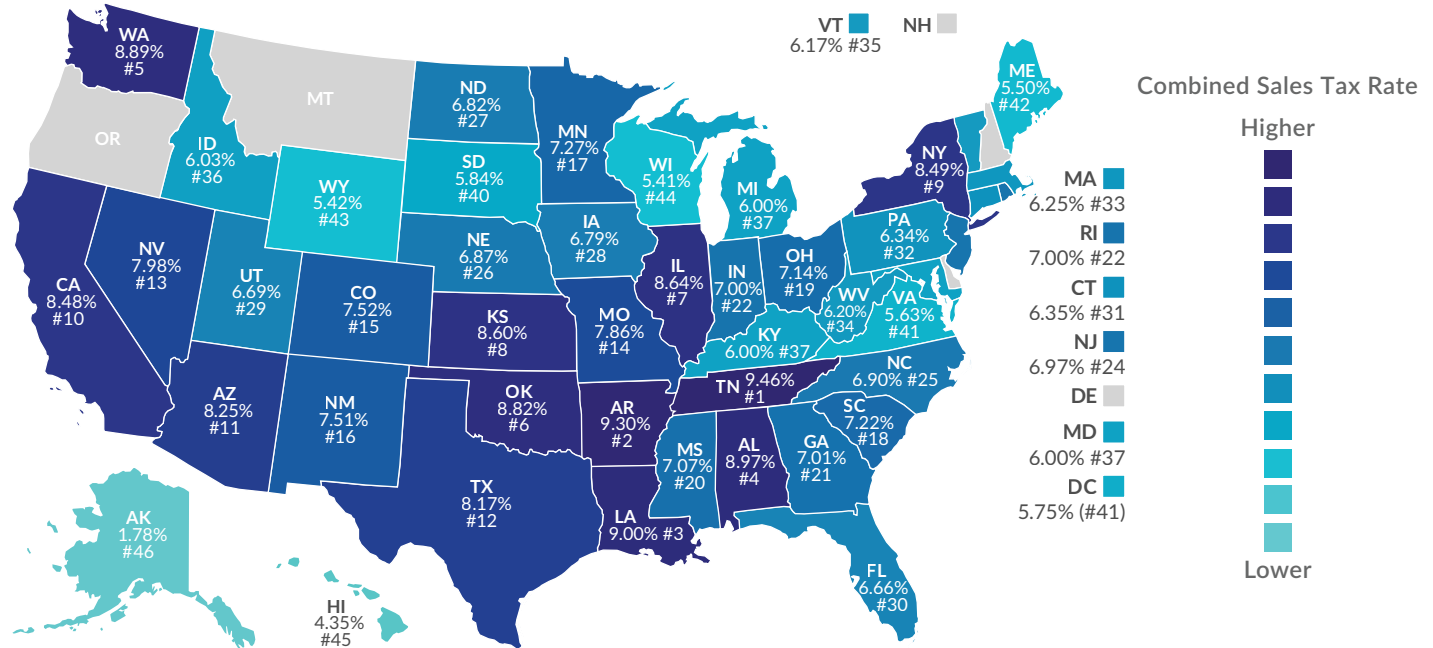 WA
8.89%
#5
OR
MT
ID
6.03%
#36
WY
5.42%
#43
ND
6.82%
#27
SD
5.84%
#40
NE
6.87%
#26
MN
7.27%
#17
IA
6.79%
#28
WI
5.41%
#44
MI
6.00%
#37
CA
8.48%
#10
NV
7.98%
#13
UT
6.69%
#29
CO
7.52%
#15
AZ
8.25%
#11
NM
7.51%
#16
KS
8.60%
#8
OK
8.82%
#6
TX
8.17%
#12
MO
7.86%
#14
AR
9.30%
#2
LA
9.00% #3
IL
8.64%
#7
IN
7.00%
#22
OH
7.14%
#19
KY
6.00% #37
TN 9.46%
#1
MS
7.07%
#20
AL
8.97%
#4
GA
7.01%
#21
FL
6.66%
#30
SC
7.22%
#18
NC
6.90% #25
VA
5.63%
#41
WV
6.20%
#34
PA
6.34%
#32
NY
8.49%
#9
ME
5.50%
#42
AK
1.78%
#46
HI
4.35%
#45
VT
6.17% #35
NH
MA
6.25% #33
RI
7.00% #22
CT
6.35% #31
NJ
6.97% #24
DE
MD
6.00% #37
DC
5.75% (#41)
Combined Sales Tax Rate
Higher
Lower